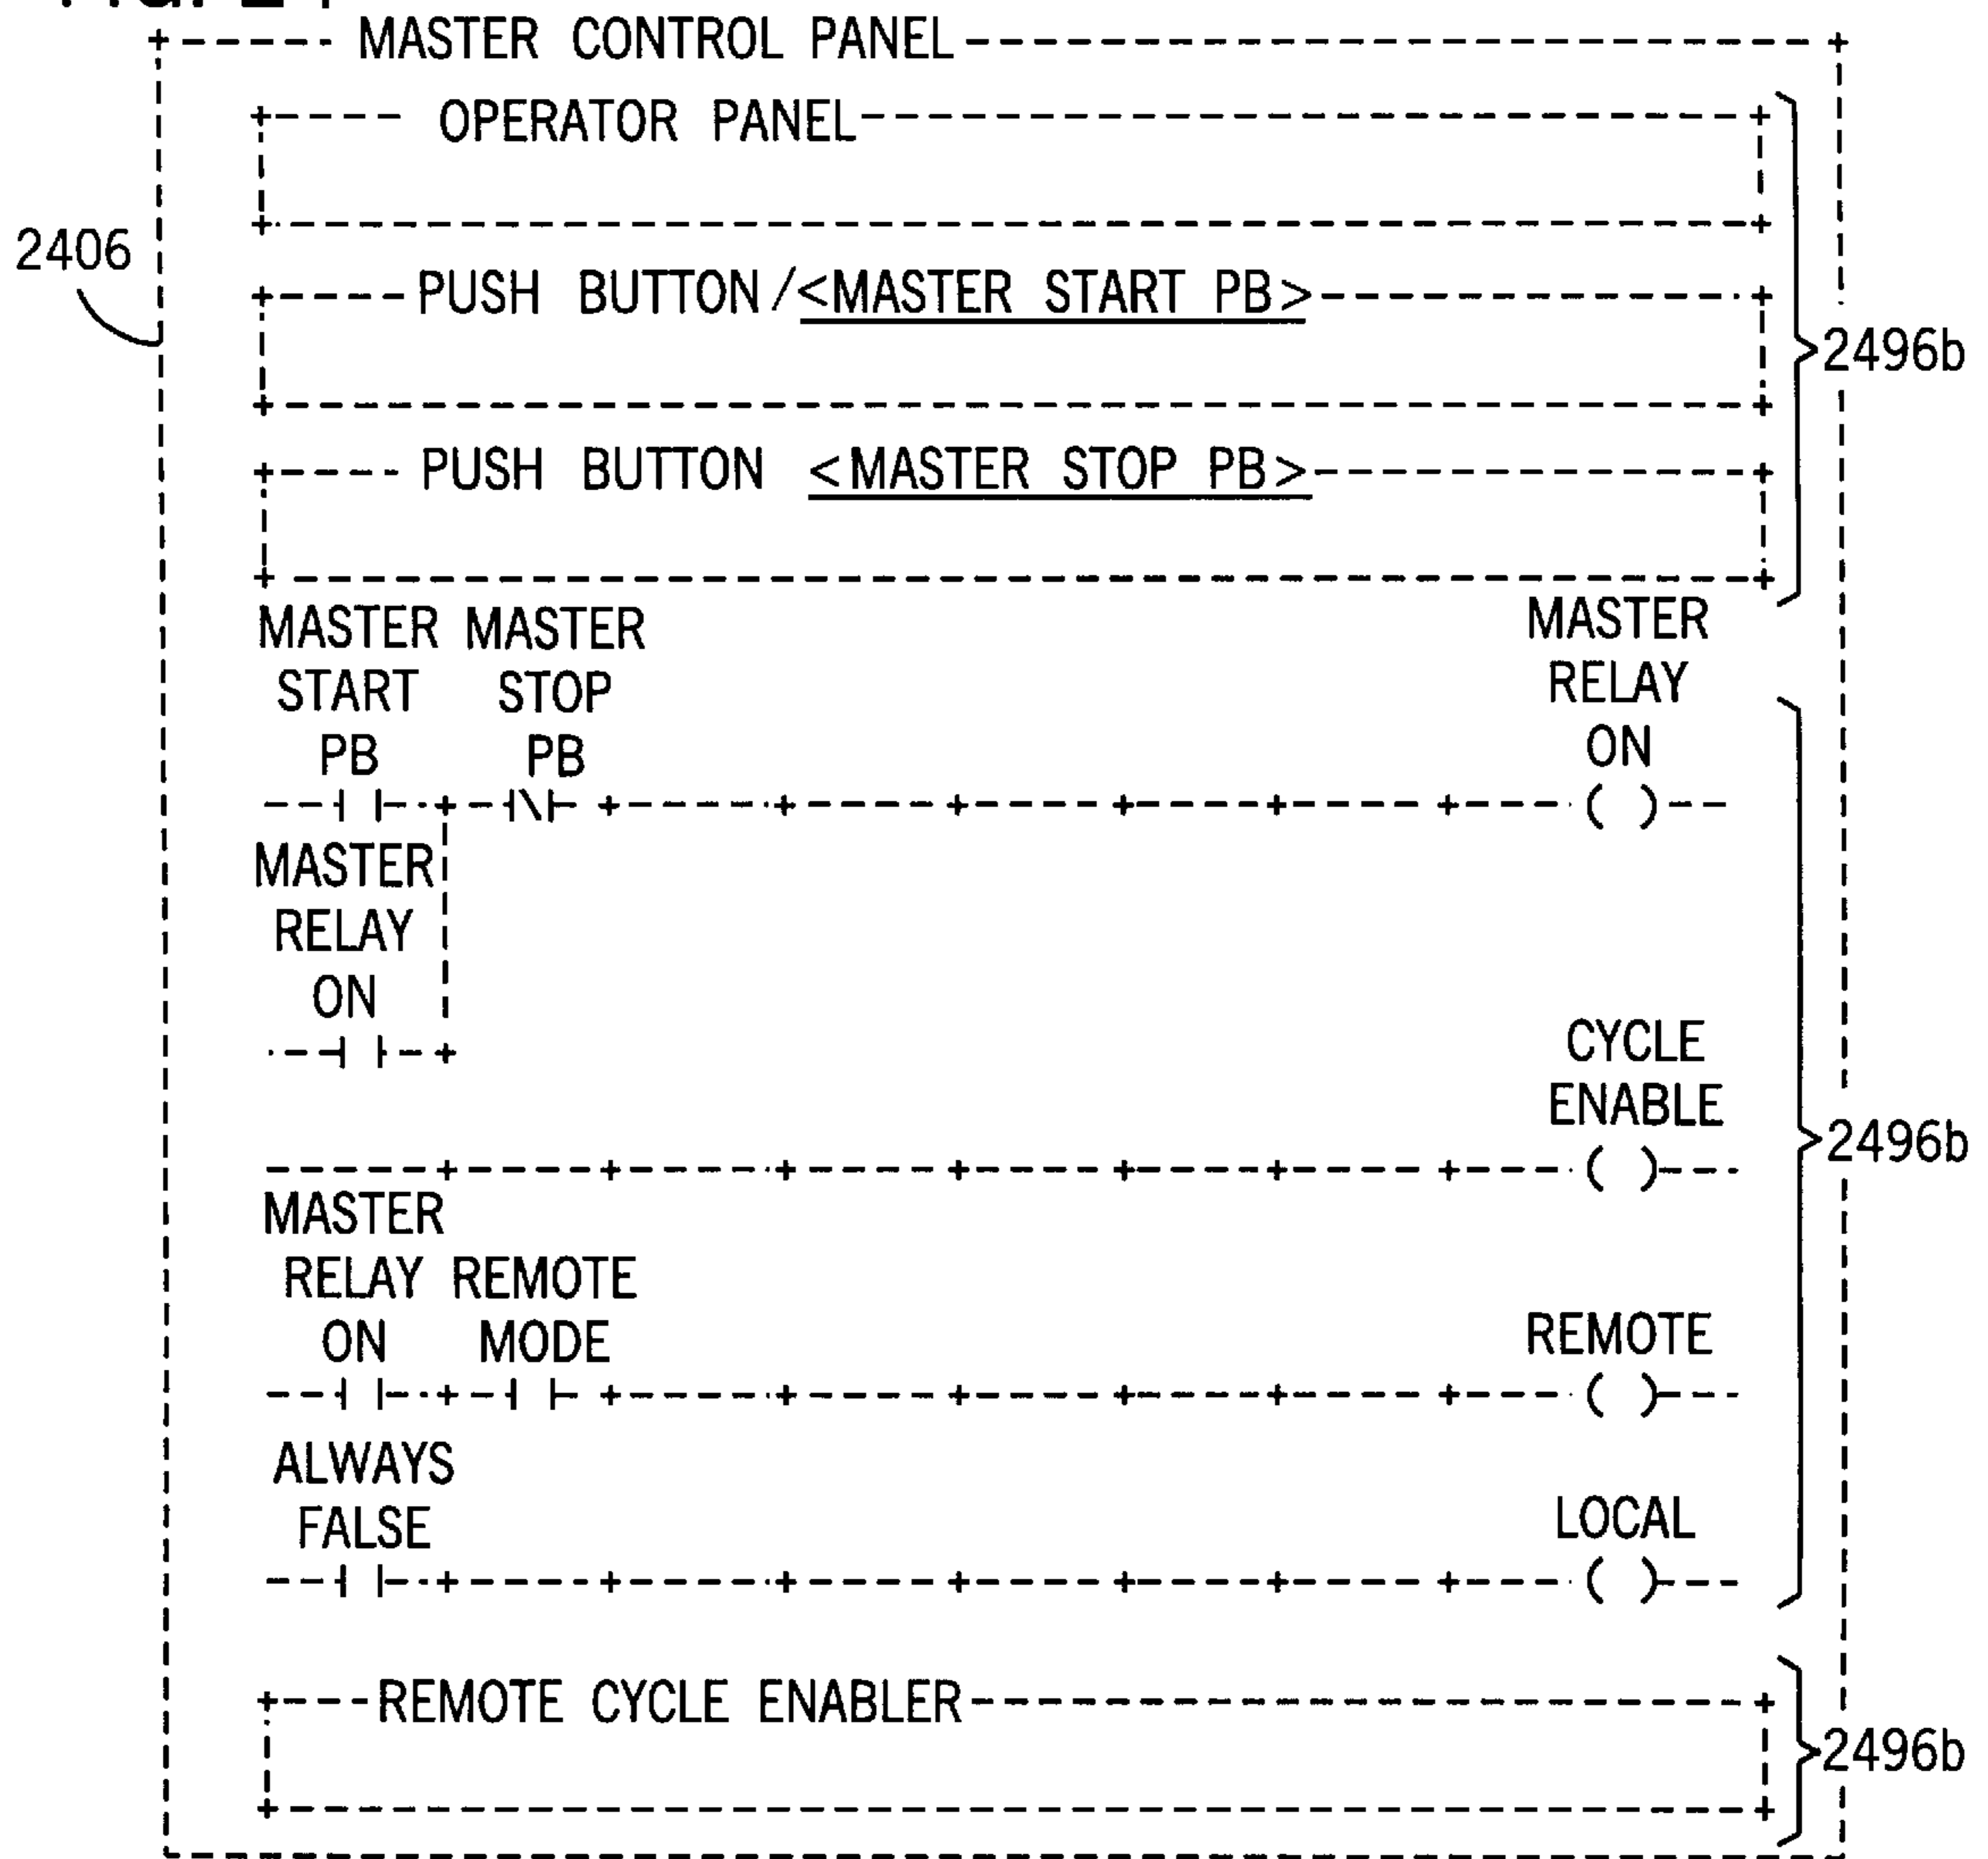 MASTER CONTROL PANEL
OPERATOR PANEL
2406
PUSH BUTTON/<MASTER START PB>
2496b
PUSH BUTTON <MASTER STOP PB>
MASTER MASTER MASTER
START STOP RELAY
PB PB ON
MASTER
RELAY
ON
CYCLE
ENABLE
2496b
MASTER
RELAY REMOTE
ON MODE REMOTE
ALWAYS
FALSE LOCAL
REMOTE CYCLE ENABLER
2496b